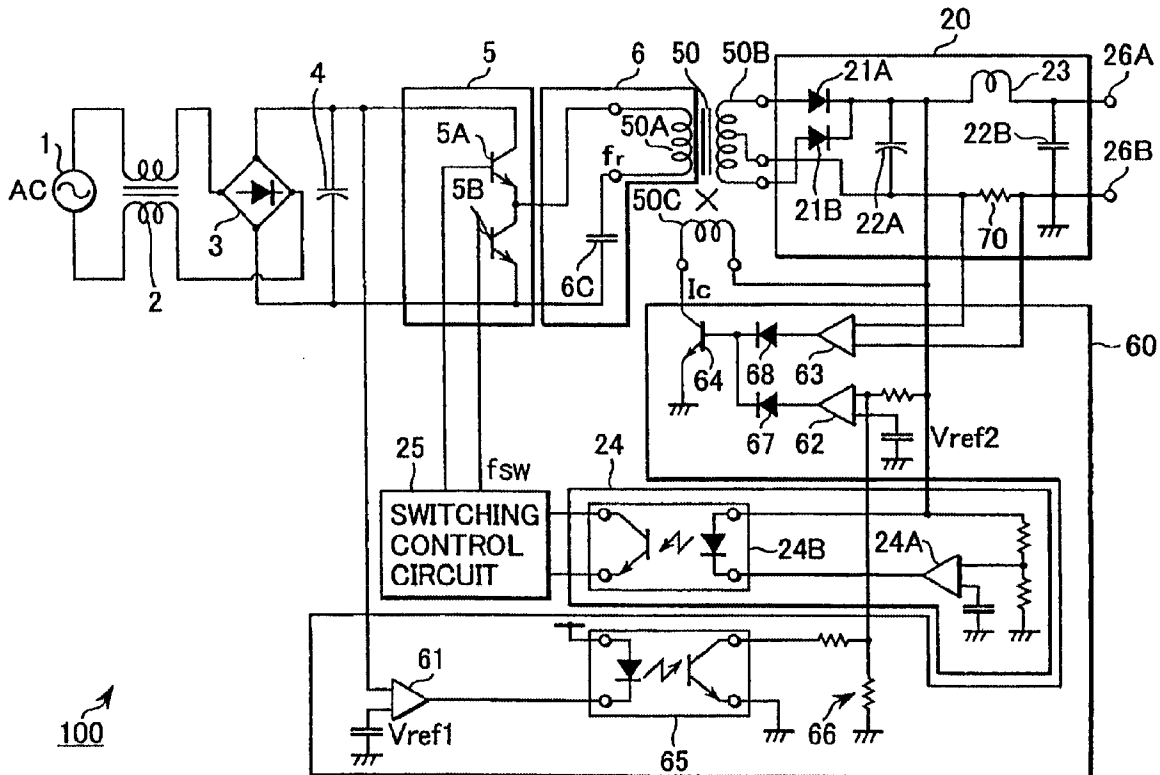 20
5
6
50
50B
21A
23
26A
4
1
5A
50A
22B
AC
fr
5B
26B
50C
3
21B
22A
70
2
6C
Ic
60
64
68
63
67
62
Vref2
25
fsw
24
SWITCHING
CONTROL
CIRCUIT
24B
24A
61
100
Vref1
65
66